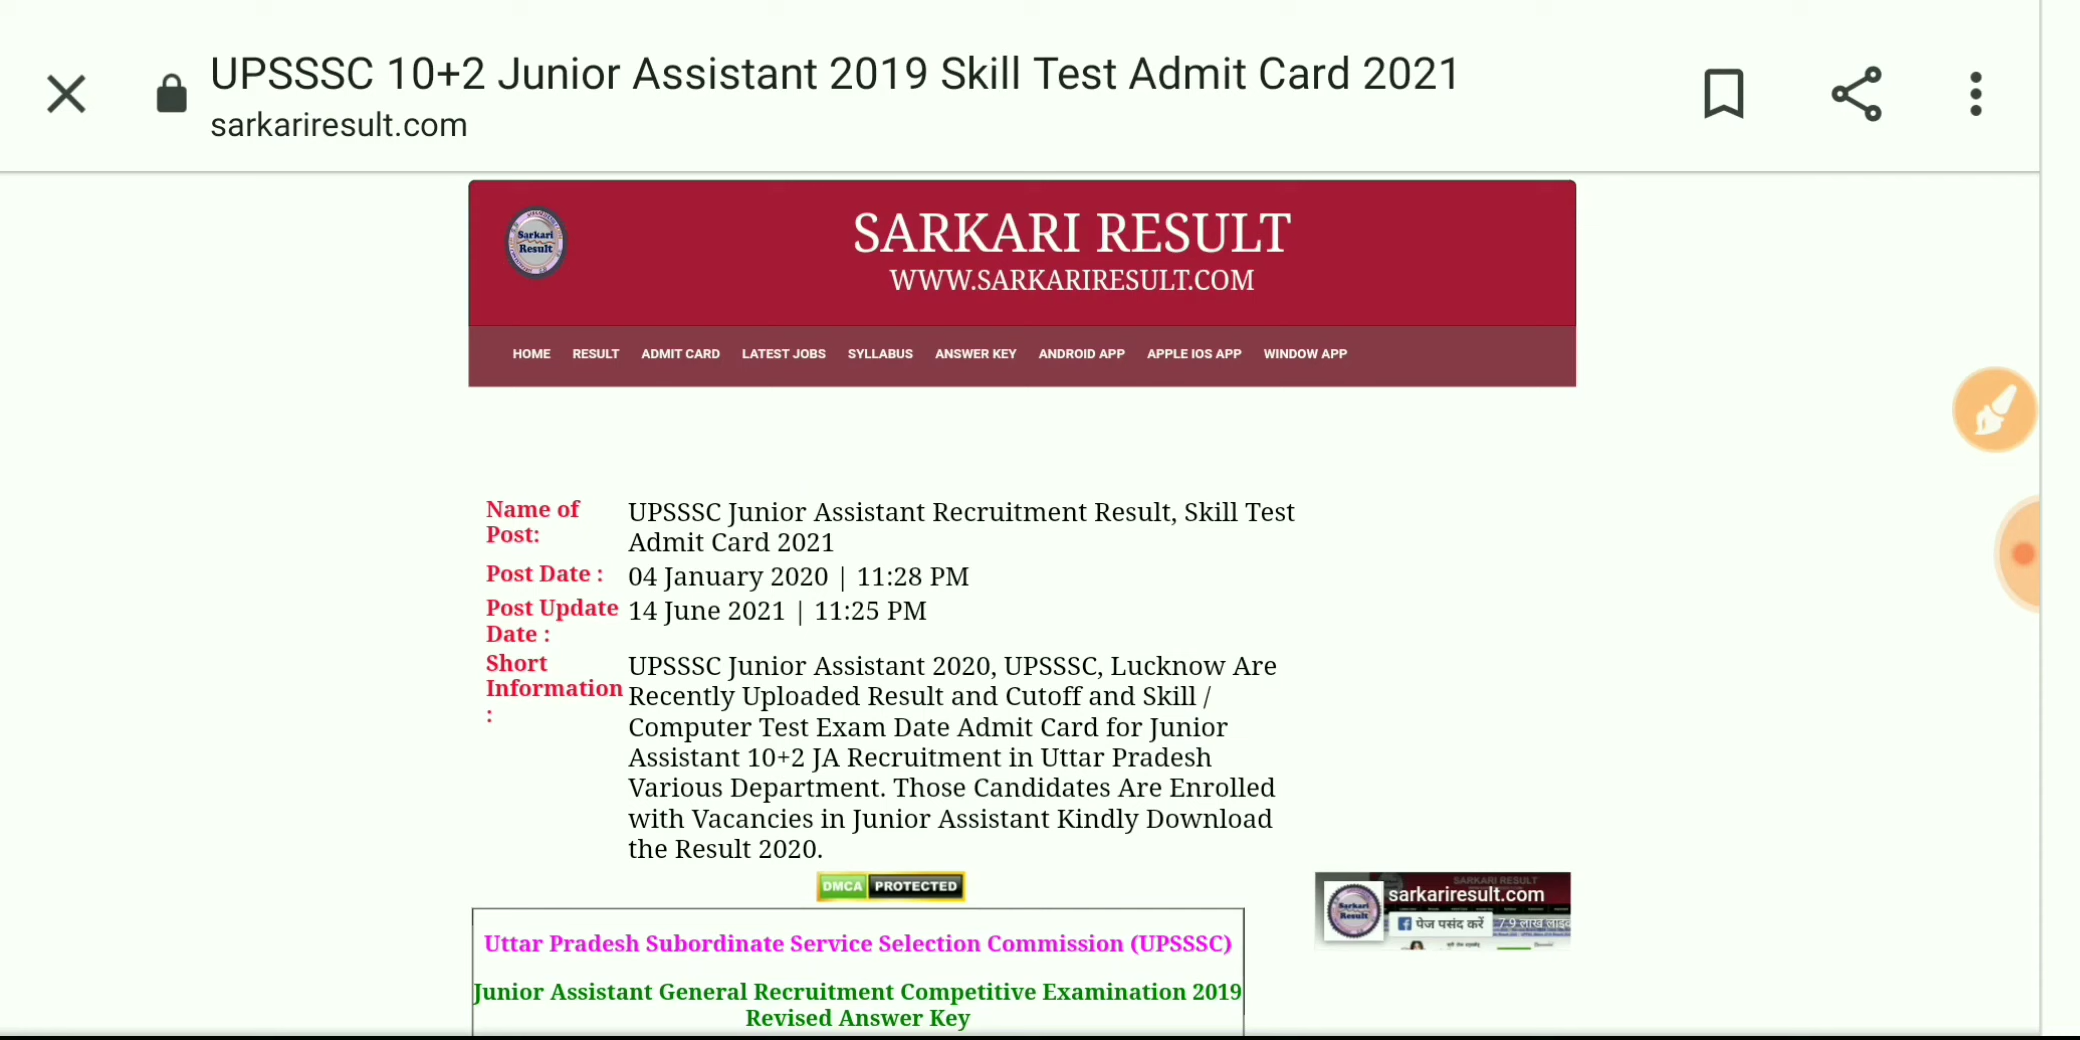 UPSSSC 10+2 Junior Assistant 2019 Skill Test Admit Card 2021
sarkariresult.com
Sarkari
Result
SARKARI RESULT
WWW.SARKARIRESULT.COM
HOME RESULT ADMIT CARD LATEST JOBS SYLLABUS ANSWER KEY ANDROID APP APPLE IOS APP WINDOW APP
Name of
Post:
UPSSSC Junior Assistant Recruitment Result, Skill Test
Admit Card 2021
Post Date : 04 January 2020 | 11:28 PM
Post Update
Date :
14 June 2021 | 11:25 PM
Short
Information
:
UPSSSC Junior Assistant 2020, UPSSSC, Lucknow Are
Recently Uploaded Result and Cutoff and Skill /
Computer Test Exam Date Admit Card for Junior
Assistant 10+2 JA Recruitment in Uttar Pradesh
Various Department. Those Candidates Are Enrolled
with Vacancies in Junior Assistant Kindly Download
the Result 2020.
DMCA PROTECTED
SARKARI RESULT
sarkariresult.com
Sarkari
Result
पेज पसंद करें 7.9 लाख लाइक
Uttar Pradesh Subordinate Service Selection Commission (UPSSSC)
Junior Assistant General Recruitment Competitive Examination 2019
Revised Answer Key